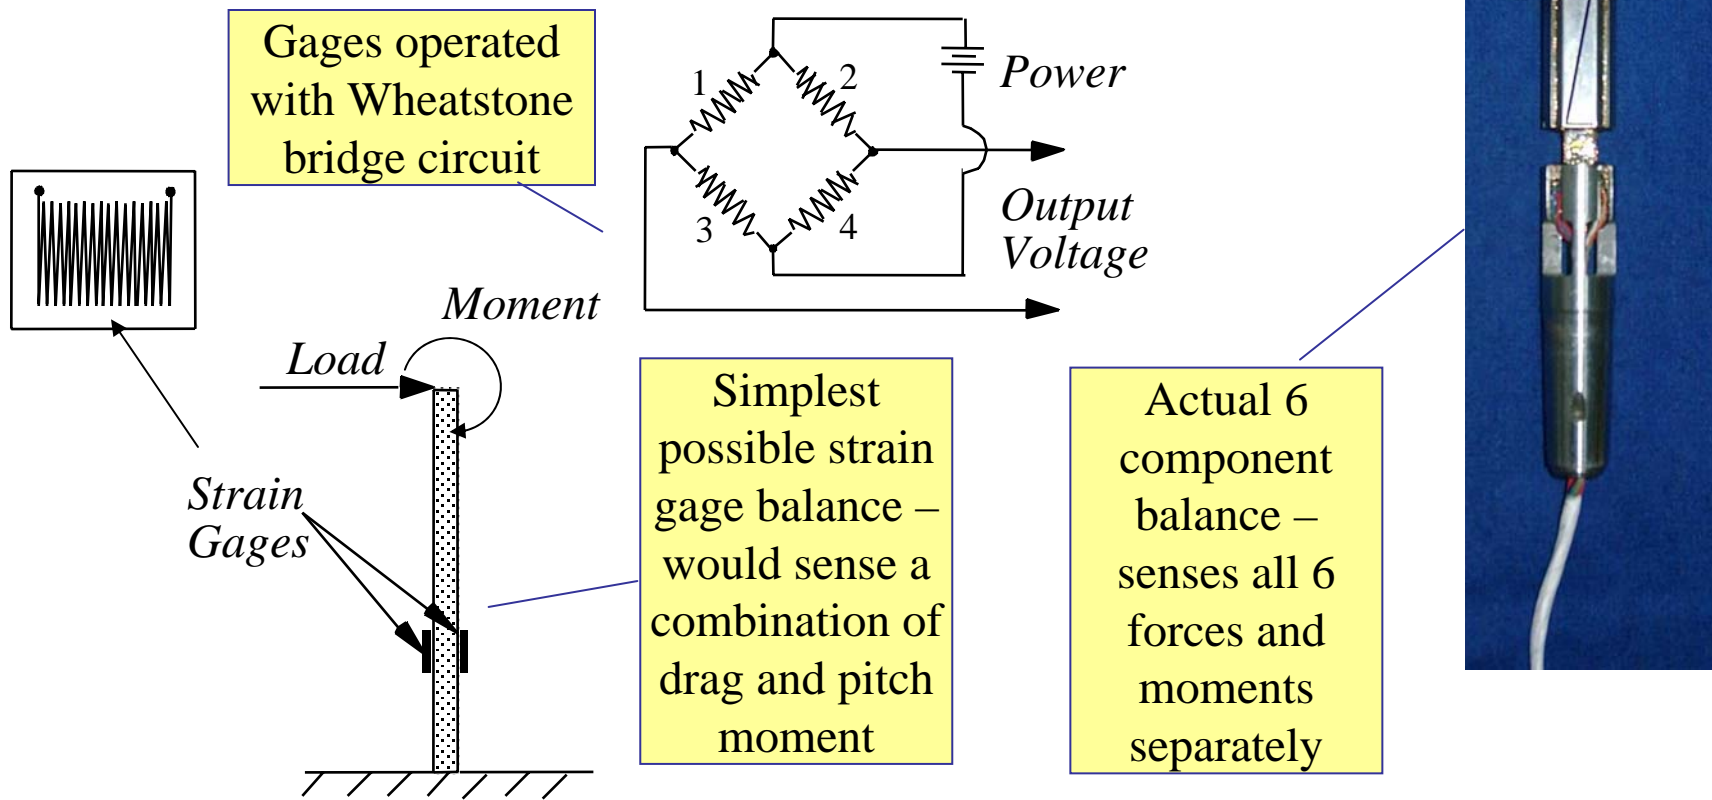 Gages operated
with Wheatstone
bridge circuit
1
2
3
4
Power
Output
Voltage
Moment
Load
Strain
Gages
Simplest
possible strain
gage balance –
would sense a
combination of
drag and pitch
moment
Actual 6
component
balance –
senses all 6
forces and
moments
separately